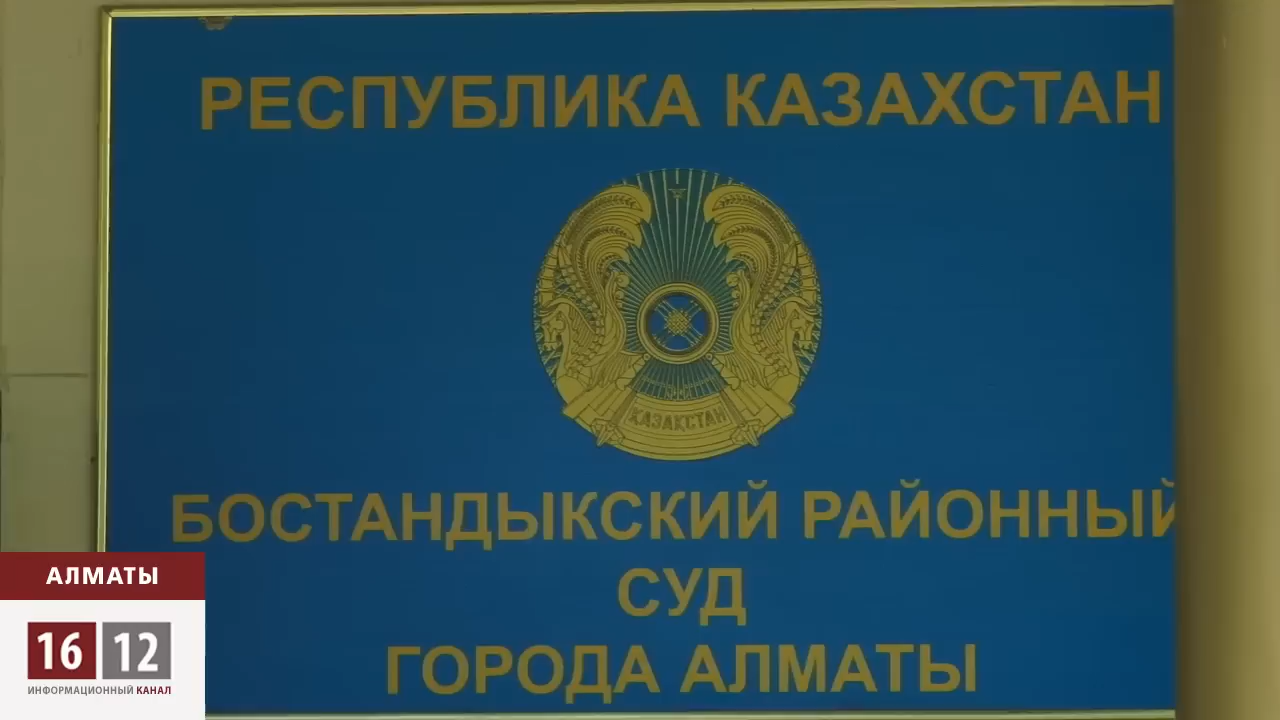 РЕСПУБЛИКА КАЗАХСТАН
ҚАЗАҚСТАН
БОСТАНДЫКСКИЙ РАЙОННЫЙ
СУД
ГОРОДА АЛМАТЫ
АЛМАТЫ
16 12
ИНФОРМАЦИОННЫЙ КАНАЛ